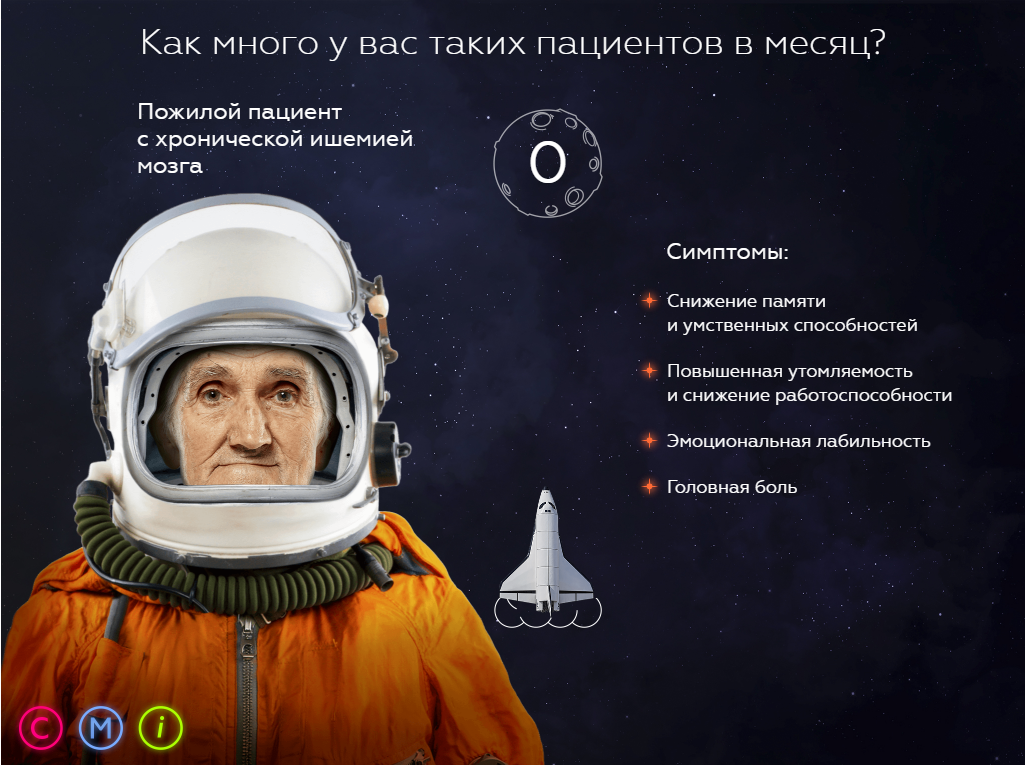 Как много у вас таких пациентов в месяц?
Пожилой пациент
с хронической ишемией
мозга
0
Симптомы:
Снижение памяти
и умственных способностей
Повышенная утомляемость
и снижение работоспособности
Эмоциональная лабильность
Головная боль
С М i